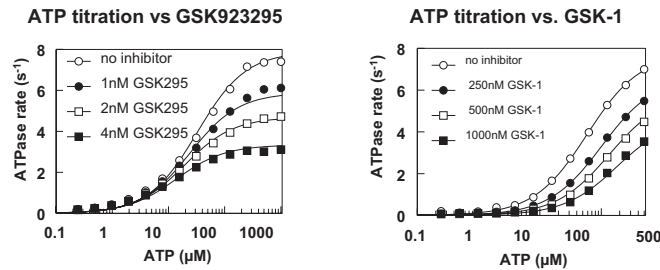 ATP titration vs GSK923295
8
6
4
2
0
ATPase rate (s-1)
no inhibitor
1nM GSK295
2nM GSK295
4nM GSK295
0.1 1 10 100 1000
ATP (µM)
ATP titration vs. GSK-1
8
6
4
2
0
ATPase rate (s-1)
no inhibitor
250nM GSK-1
500nM GSK-1
1000nM GSK-1
0.1 1 10 100 500
ATP (µM)